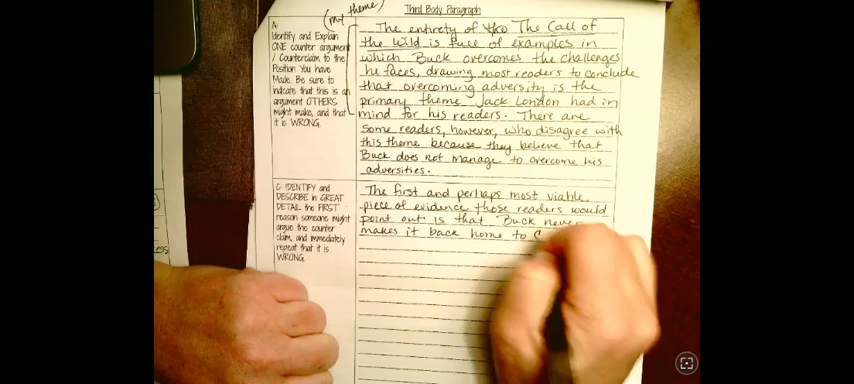 (my theme)
Third Body Paragraph
A:
Identify and Explain
ONE counter argument
/ Counterclaim to the
Position You have
Made. Be sure to
indicate that this is an
argument OTHERS
might make, and that
it is WRONG.
The entirety of The Call of
the Wild is full of examples in
which Buck overcomes the challenges
he faces, drawing most readers to conclude
that overcoming adversity is the
primary theme Jack London had in
mind for his readers. There are
some readers, however, who disagree with
this theme because they believe that
Buck does not manage to overcome his
adversities.
C: IDENTIFY and
DESCRIBE in GREAT
DETAIL the FIRST
reason someone might
argue the counter
claim, and immediately
repeat that it is
WRONG.
The first and perhaps most viable
piece of evidence those readers would
point out is that Buck never
makes it back home to